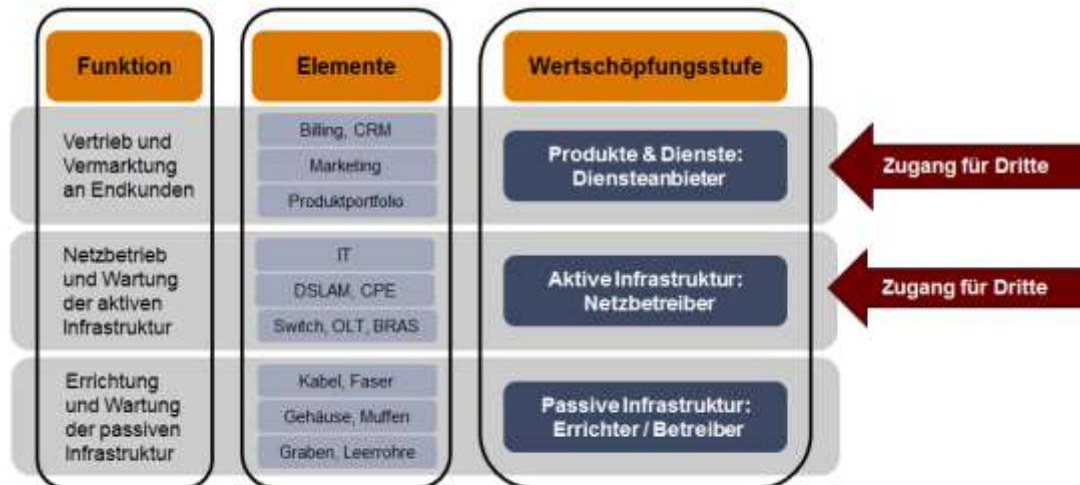 Funktion
Elemente
Wertschöpfungsstufe
Vertrieb und
Vermarktung
an Endkunden
Billing, CRM
Marketing
Produktportfolio
Produkte & Dienste:
Diensteanbieter
Zugang für Dritte
Netzbetrieb
und Wartung
der aktiven
Infrastruktur
IT
DSLAM, CPE
Switch, OLT, BRAS
Aktive Infrastruktur:
Netzbetreiber
Zugang für Dritte
Errichtung
und Wartung
der passiven
Infrastruktur
Kabel, Faser
Gehäuse, Muffen
Graben, Leerrohre
Passive Infrastruktur:
Errichter / Betreiber